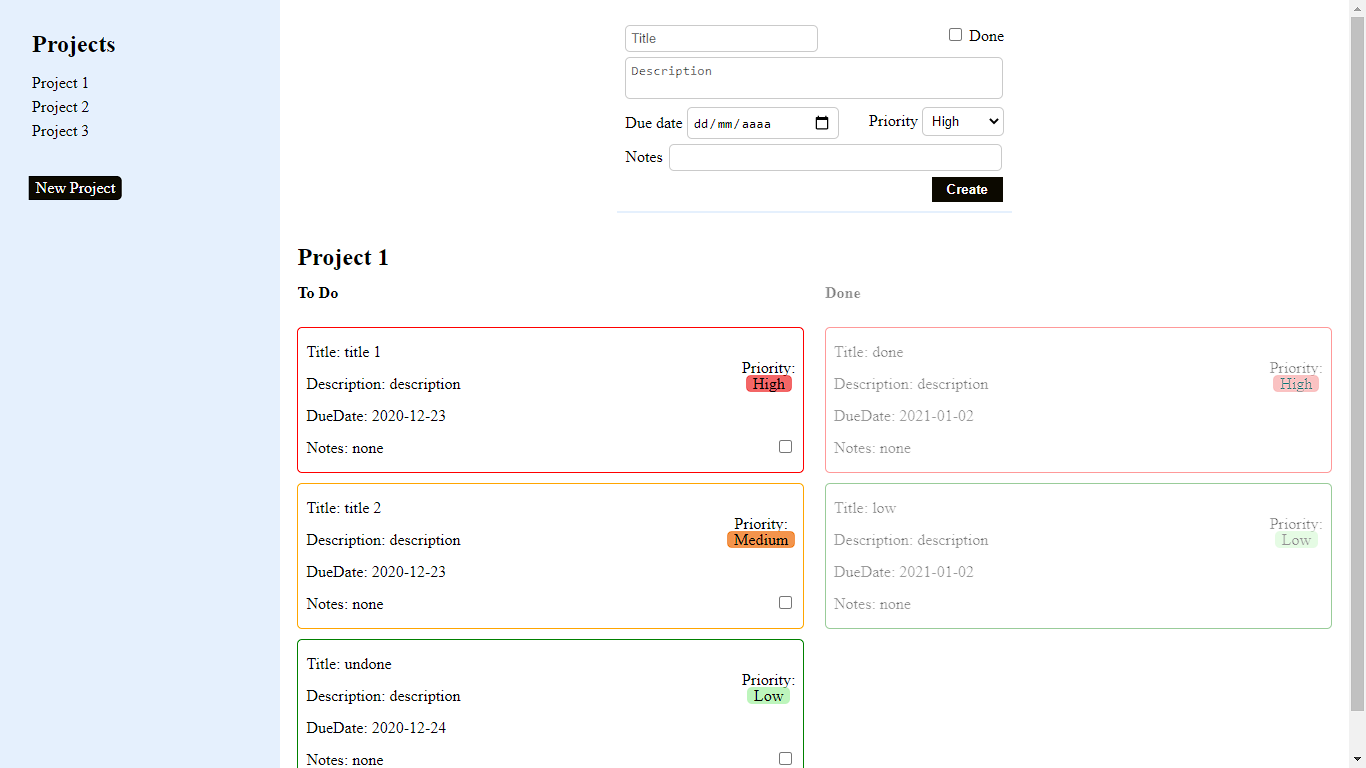 Projects
Project 1
Project 2
Project 3
New Project
Title
Done
Description
Due date dd/mm/aaaa Priority High
Notes
Create
Project 1
To Do
Title: title 1
Priority:
High
Description: description
DueDate: 2020-12-23
Notes: none
Title: title 2
Priority:
Medium
Description: description
DueDate: 2020-12-23
Notes: none
Title: undone
Priority:
Low
Description: description
DueDate: 2020-12-24
Notes: none
Done
Title: done
Priority:
High
Description: description
DueDate: 2021-01-02
Notes: none
Title: low
Priority:
Low
Description: description
DueDate: 2021-01-02
Notes: none